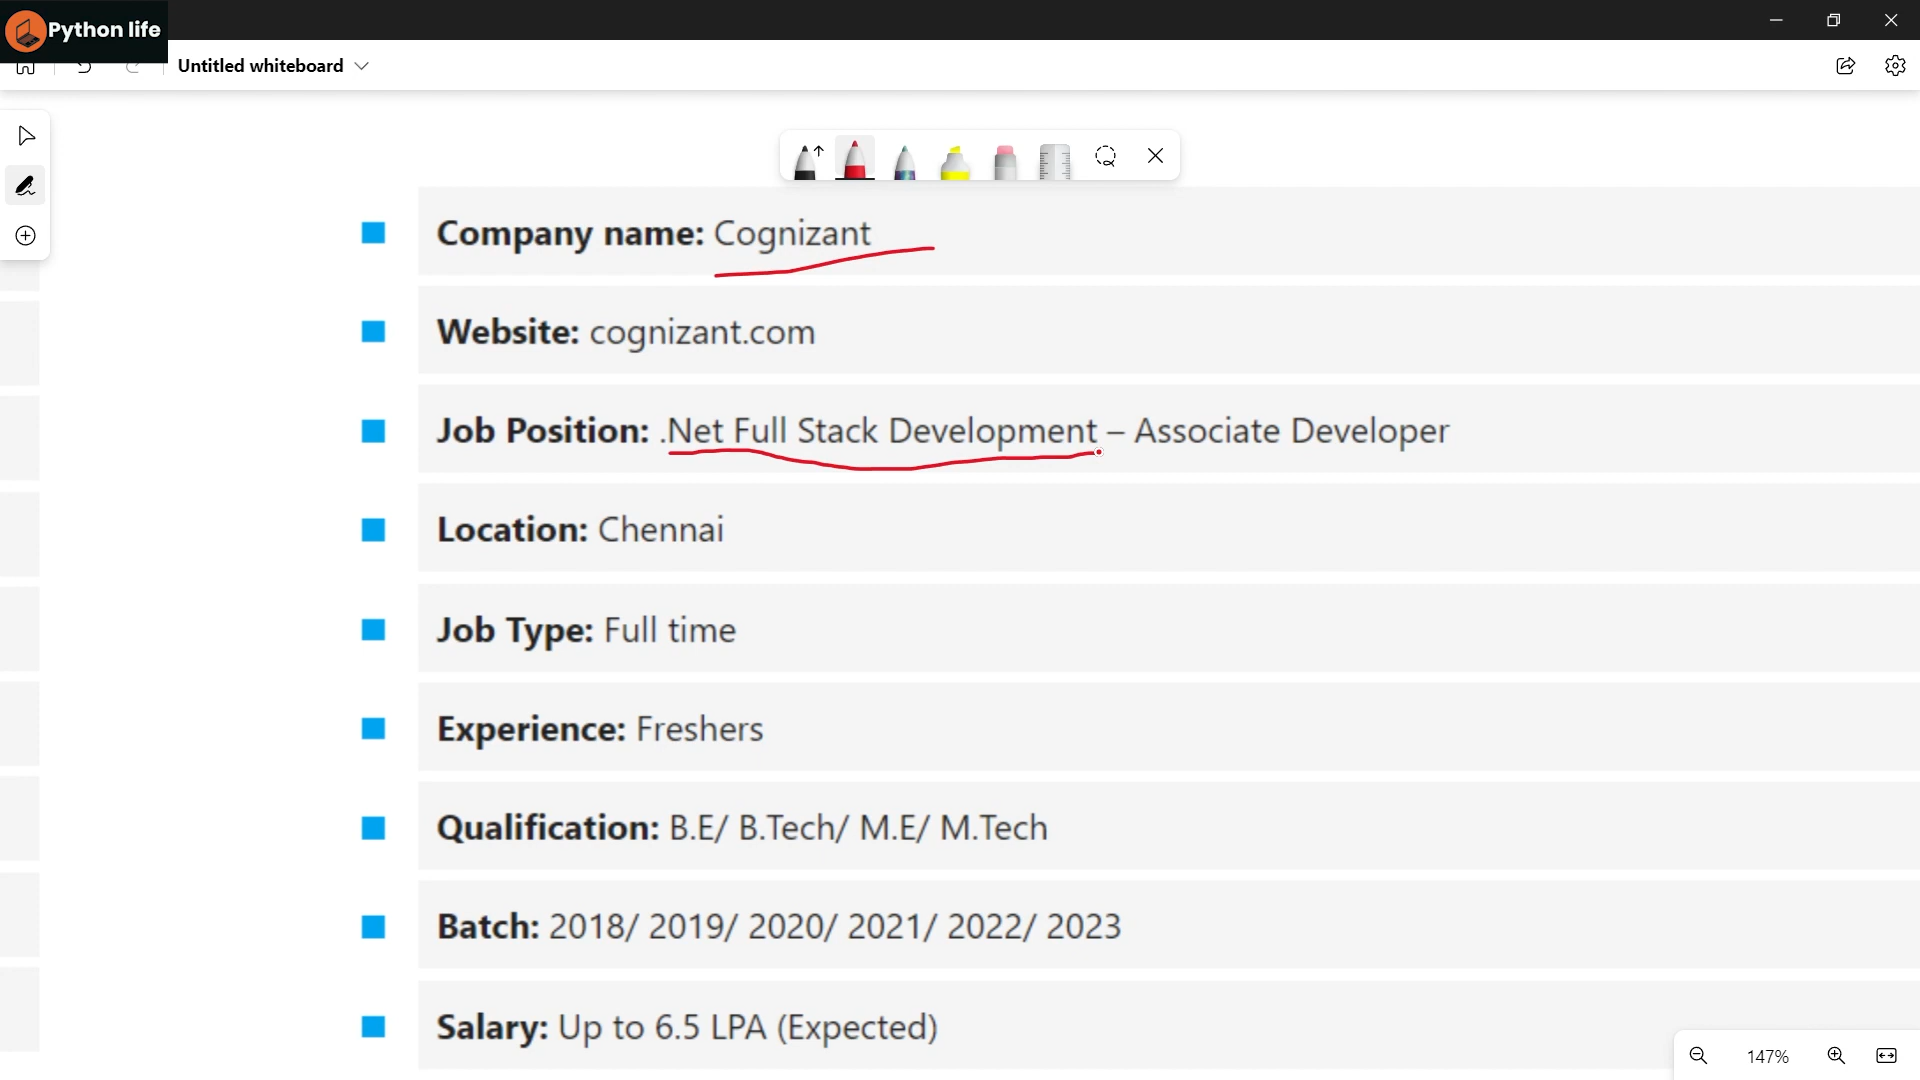 Python life
Untitled whiteboard
Company name: Cognizant
Website: cognizant.com
Job Position: .Net Full Stack Development – Associate Developer
Location: Chennai
Job Type: Full time
Experience: Freshers
Qualification: B.E/ B.Tech/ M.E/ M.Tech
Batch: 2018/ 2019/ 2020/ 2021/ 2022/ 2023
Salary: Up to 6.5 LPA (Expected)
147%